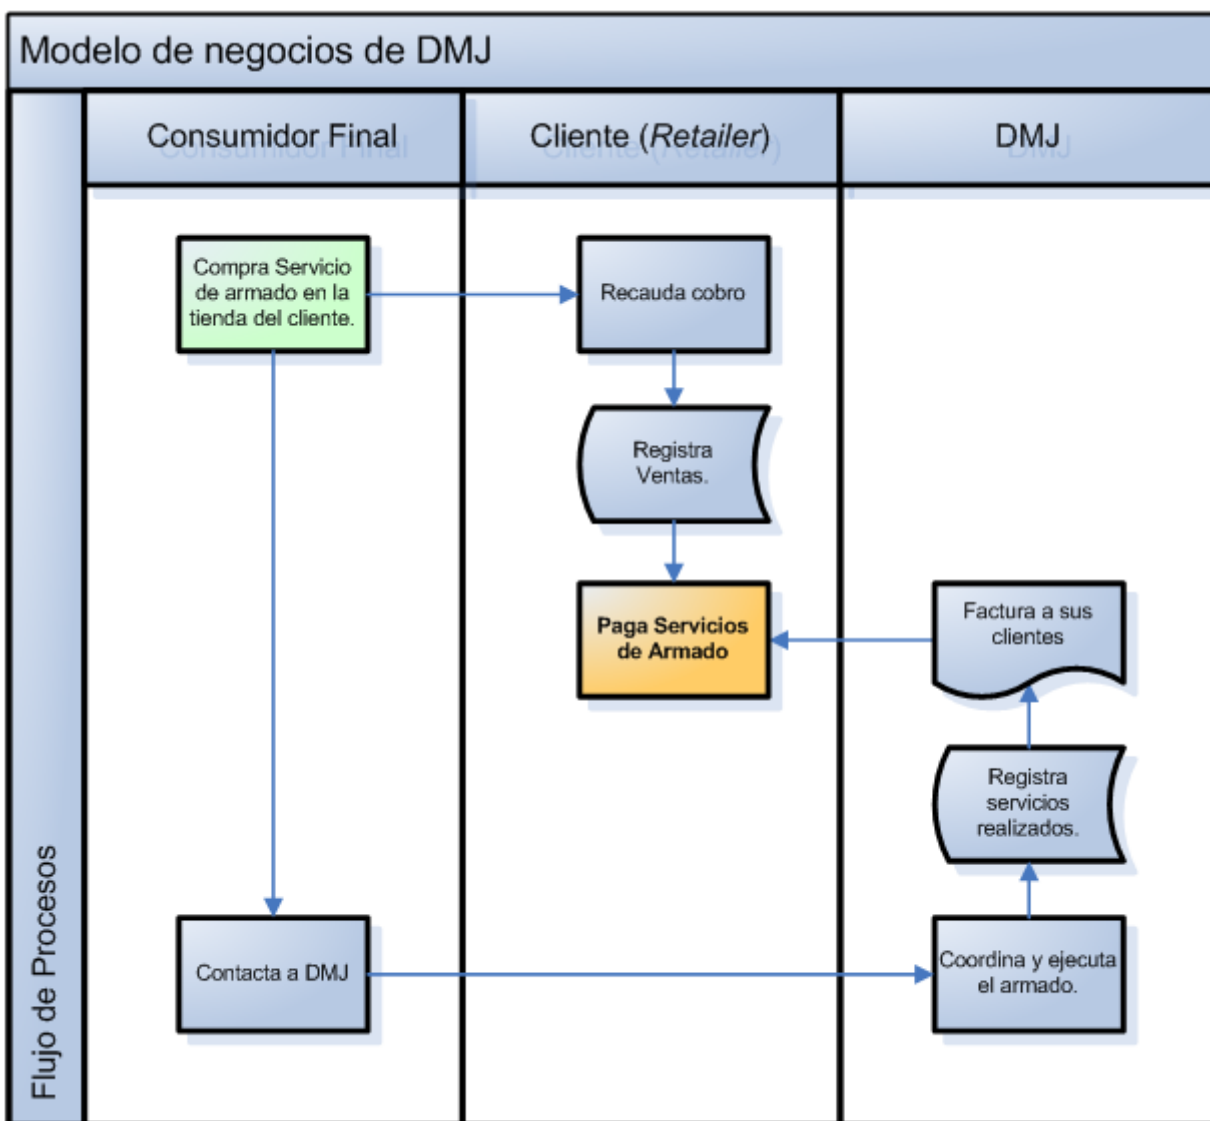 Modelo de negocios de DMJ
Consumidor Final
Cliente (Retailer)
DMJ
Flujo de Procesos
Compra Servicio
de armado en la
tienda del cliente.
Recauda cobro
Registra
Ventas.
Paga Servicios
de Armado
Factura a sus
clientes
Registra
servicios
realizados.
Contacta a DMJ
Coordina y ejecuta
el armado.